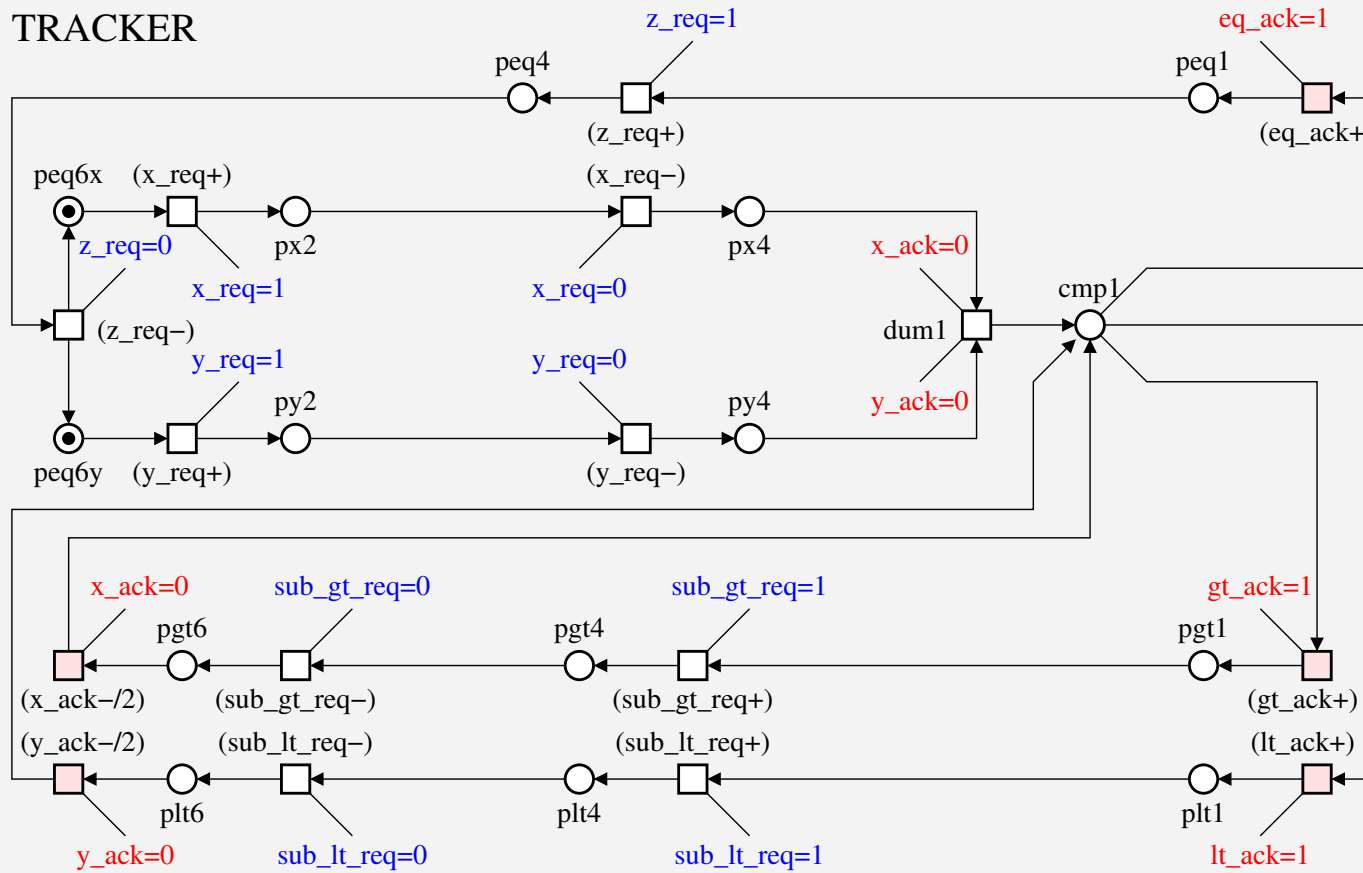 TRACKER
z_req=1
eq_ack=1
peq4
peq1
(z_req+)
(eq_ack+
peq6x
(x_req+)
(x_req−)
px2
px4
z_req=0
x_ack=0
x_req=1
x_req=0
cmp1
(z_req−)
dum1
y_req=1
y_req=0
py2
py4
y_ack=0
peq6y
(y_req+)
(y_req−)
x_ack=0
sub_gt_req=0
sub_gt_req=1
gt_ack=1
pgt6
pgt4
pgt1
(x_ack−/2)
(sub_gt_req−)
(sub_gt_req+)
(gt_ack+)
(y_ack−/2)
(sub_lt_req−)
(sub_lt_req+)
(lt_ack+)
plt6
plt4
plt1
y_ack=0
sub_lt_req=0
sub_lt_req=1
lt_ack=1